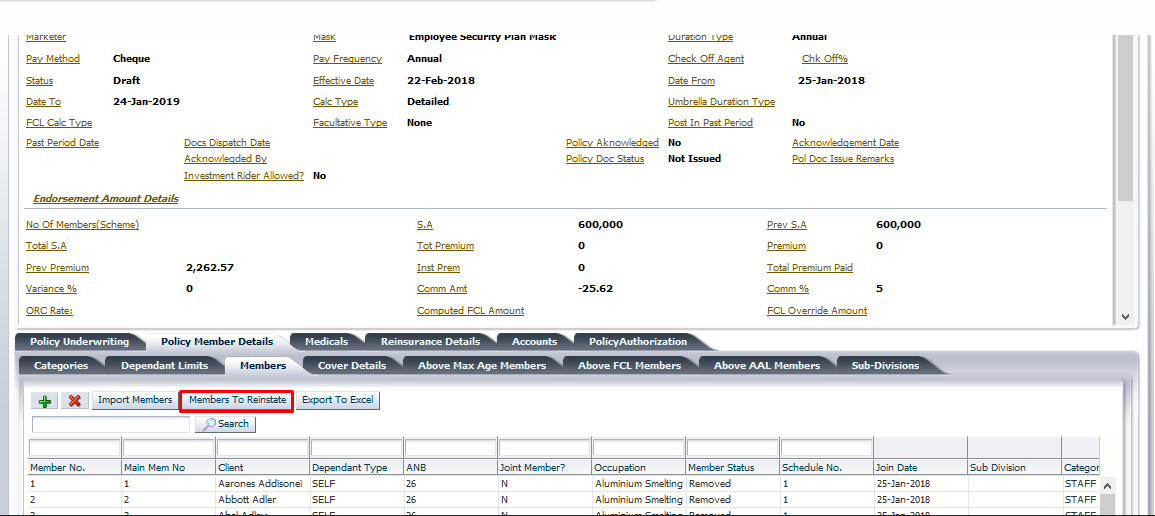 Marketer Mask Employee Security Plan Mask Duration Type Annual
Pay Method Cheque Pay Frequency Annual Check Off Agent Chk Off%
Status Draft Effective Date 22-Feb-2018 Date From 25-Jan-2018
Date To 24-Jan-2019 Calc Type Detailed Umbrella Duration Type
FCL Calc Type Facultative Type None Post In Past Period No
Past Period Date Docs Dispatch Date Policy Aknowledged No Acknowledgement Date
Acknowlegded By Policy Doc Status Not Issued Pol Doc Issue Remarks
Investment Rider Allowed? No
Endorsement Amount Details
No Of Members(Scheme) S.A 600,000 Prev S.A 600,000
Total S.A Tot Premium 0 Premium 0
Prev Premium 2,262.57 Inst Prem 0 Total Premium Paid
Variance % 0 Comm Amt -25.62 Comm % 5
ORC Rate: Computed FCL Amount FCL Override Amount
Policy Underwriting Policy Member Details Medicals Reinsurance Details Accounts PolicyAuthorization
Categories Dependant Limits Members Cover Details Above Max Age Members Above FCL Members Above AAL Members Sub-Divisions
Import Members Members To Reinstate Export To Excel
Search
Member No. Main Mem No Client Dependant Type ANB Joint Member? Occupation Member Status Schedule No. Join Date Sub Division Categor
1 1 Aarones Addisonei SELF 26 N Aluminium Smelting Removed 1 25-Jan-2018 STAFF
2 2 Abbott Adler SELF 26 N Aluminium Smelting Removed 1 25-Jan-2018 STAFF
3 3 Abel Adley SELF 26 N Aluminium Smelting Removed 1 25-Jan-2018 STAFF